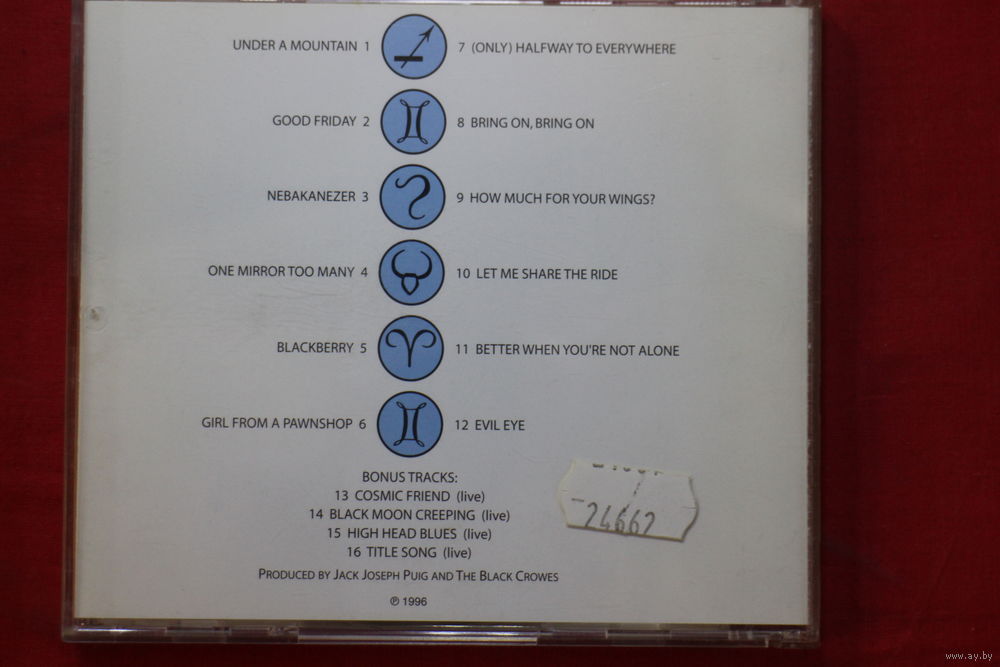 UNDER A MOUNTAIN 1
GOOD FRIDAY 2
NEBAKANEZER 3
ONE MIRROR TOO MANY 4
BLACKBERRY 5
GIRL FROM A PAWNSHOP 6
7 (ONLY) HALFWAY TO EVERYWHERE
8 BRING ON, BRING ON
9 HOW MUCH FOR YOUR WINGS?
10 LET ME SHARE THE RIDE
11 BETTER WHEN YOU'RE NOT ALONE
12 EVIL EYE
BONUS TRACKS:
13 COSMIC FRIEND (live)
14 BLACK MOON CREEPING (live)
15 HIGH HEAD BLUES (live)
16 TITLE SONG (live)
PRODUCED BY JACK JOSEPH PUIG AND THE BLACK CROWES
℗ 1996
24662
www.ay.by